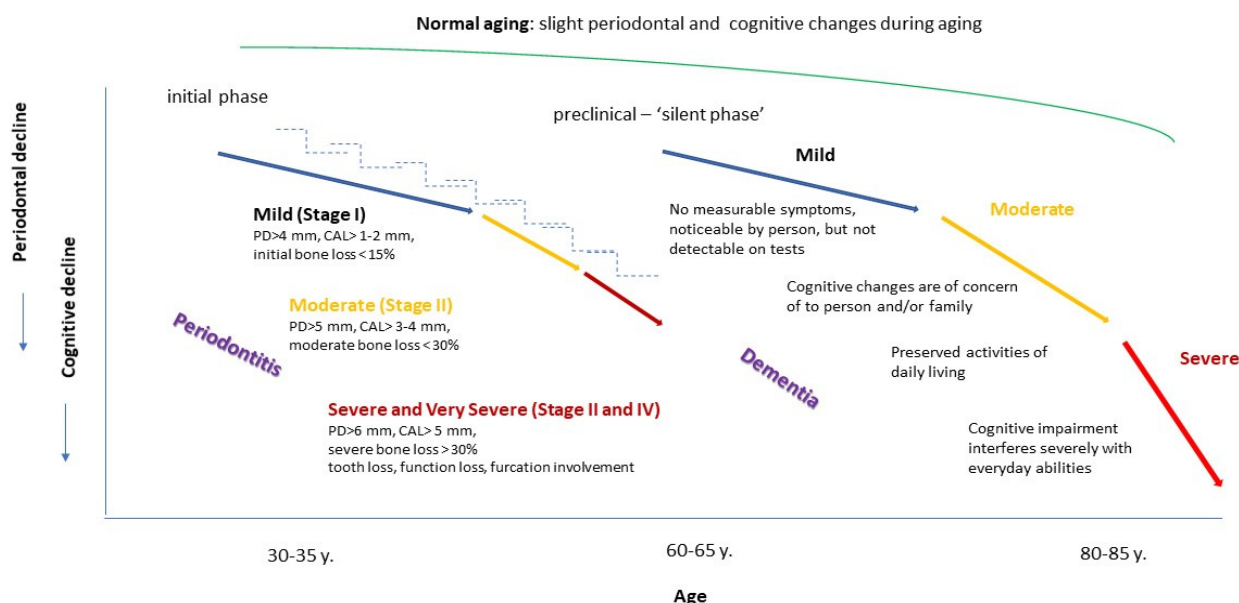 Normal aging: slight periodontal and cognitive changes during aging
initial phase
preclinical – 'silent phase'
Periodontal decline
Cognitive decline
Mild (Stage I)
PD>4 mm, CAL> 1-2 mm,
initial bone loss <15%
Moderate (Stage II)
PD>5 mm, CAL> 3-4 mm,
moderate bone loss <30%
Periodontitis
Severe and Very Severe (Stage II and IV)
PD>6 mm, CAL> 5 mm,
severe bone loss >30%
tooth loss, function loss, furcation involvement
Mild
No measurable symptoms,
noticeable by person, but not
detectable on tests
Moderate
Cognitive changes are of concern
of to person and/or family
Dementia
Preserved activities of
daily living
Severe
Cognitive impairment
interferes severely with
everyday abilities
30-35 y.
60-65 y.
80-85 y.
Age